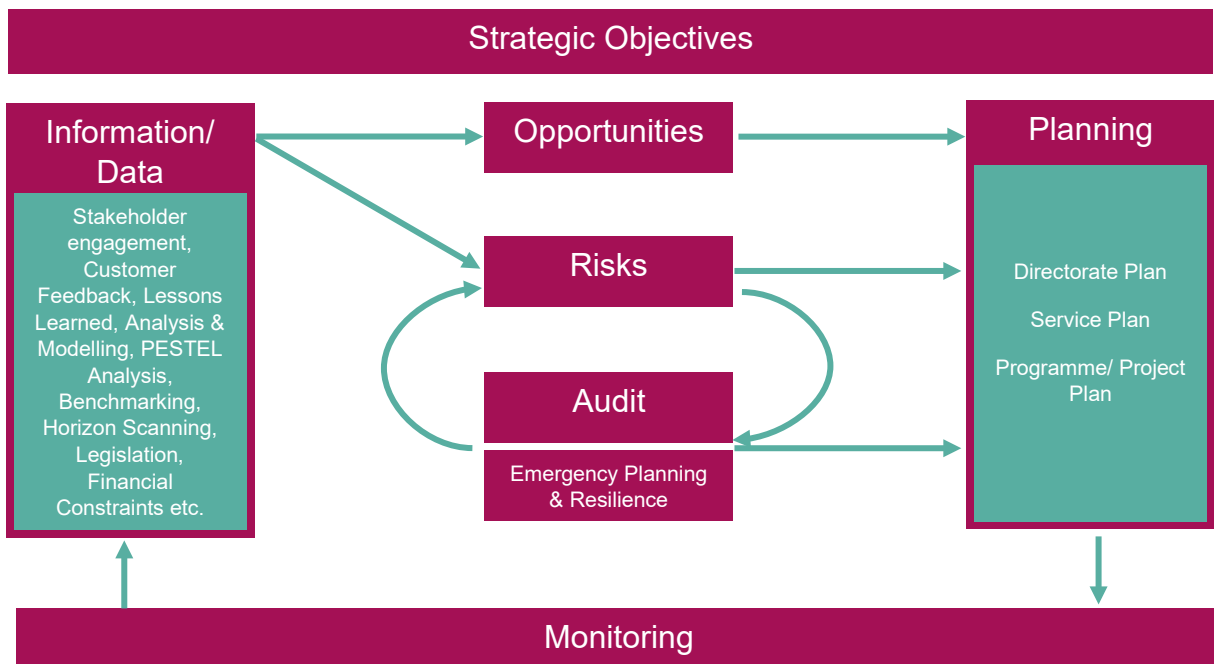 Strategic Objectives
Information/
Data
Stakeholder
engagement,
Customer
Feedback, Lessons
Learned, Analysis &
Modelling, PESTEL
Analysis,
Benchmarking,
Horizon Scanning,
Legislation,
Financial
Constraints etc.
Opportunities
Risks
Audit
Emergency Planning
& Resilience
Planning
Directorate Plan
Service Plan
Programme/ Project
Plan
Monitoring